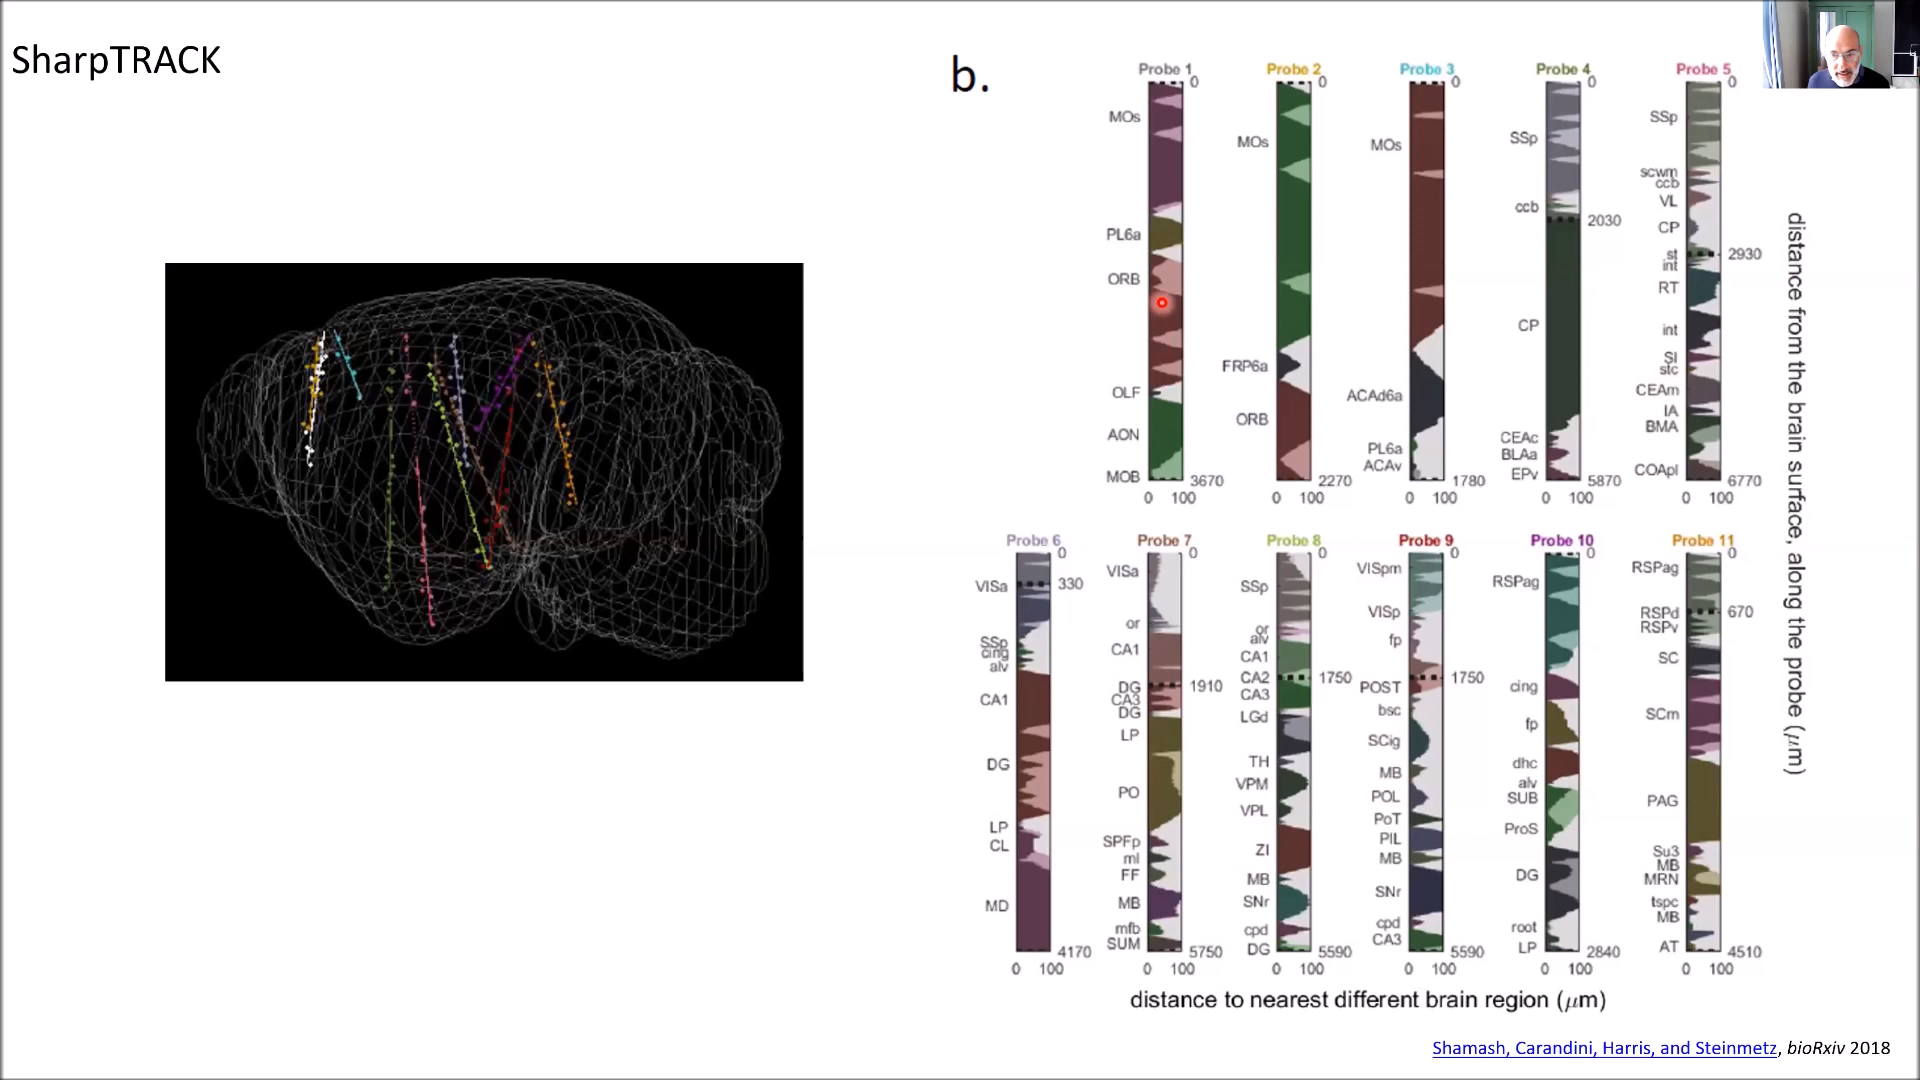 SharpTRACK
b.
Probe 1
0
MOs
PL6a
ORB
OLF
AON
MOB
3670
0 100
Probe 2
0
MOs
FRP6a
ORB
2270
0 100
Probe 3
0
MOs
ACAd6a
PL6a
ACAv
1780
0 100
Probe 4
0
SSp
ccb
2030
CP
CEAc
BLAa
EPv
5870
0 100
Probe 5
0
SSp
scwm
ccb
VL
CP
st
2930
int
RT
int
SI
stc
CEAm
IA
BMA
COApl
6770
0 100
Probe 6
0
VISa
330
SSp
cing
alv
CA1
DG
LP
CL
MD
4170
0 100
Probe 7
0
VISa
or
CA1
DG
1910
CA3
DG
LP
PO
SPFp
ml
FF
MB
mfb
SUM
5750
0 100
Probe 8
0
SSp
or
alv
CA1
CA2
1750
CA3
LGd
TH
VPM
VPL
ZI
MB
SNr
cpd
DG
5590
0 100
Probe 9
0
VISpm
VISp
fp
POST
1750
bsc
SCig
MB
POL
PoT
PIL
MB
SNr
cpd
CA3
5590
0 100
Probe 10
0
RSPag
cing
fp
dhc
alv
SUB
ProS
DG
root
LP
2840
0 100
Probe 11
0
RSPag
RSPd
670
RSPv
SC
SCm
PAG
Su3
MB
MRN
tspc
MB
AT
4510
0 100
distance from the brain surface, along the probe (μm)
distance to nearest different brain region (μm)
Shamash, Carandini, Harris, and Steinmetz, bioRxiv 2018